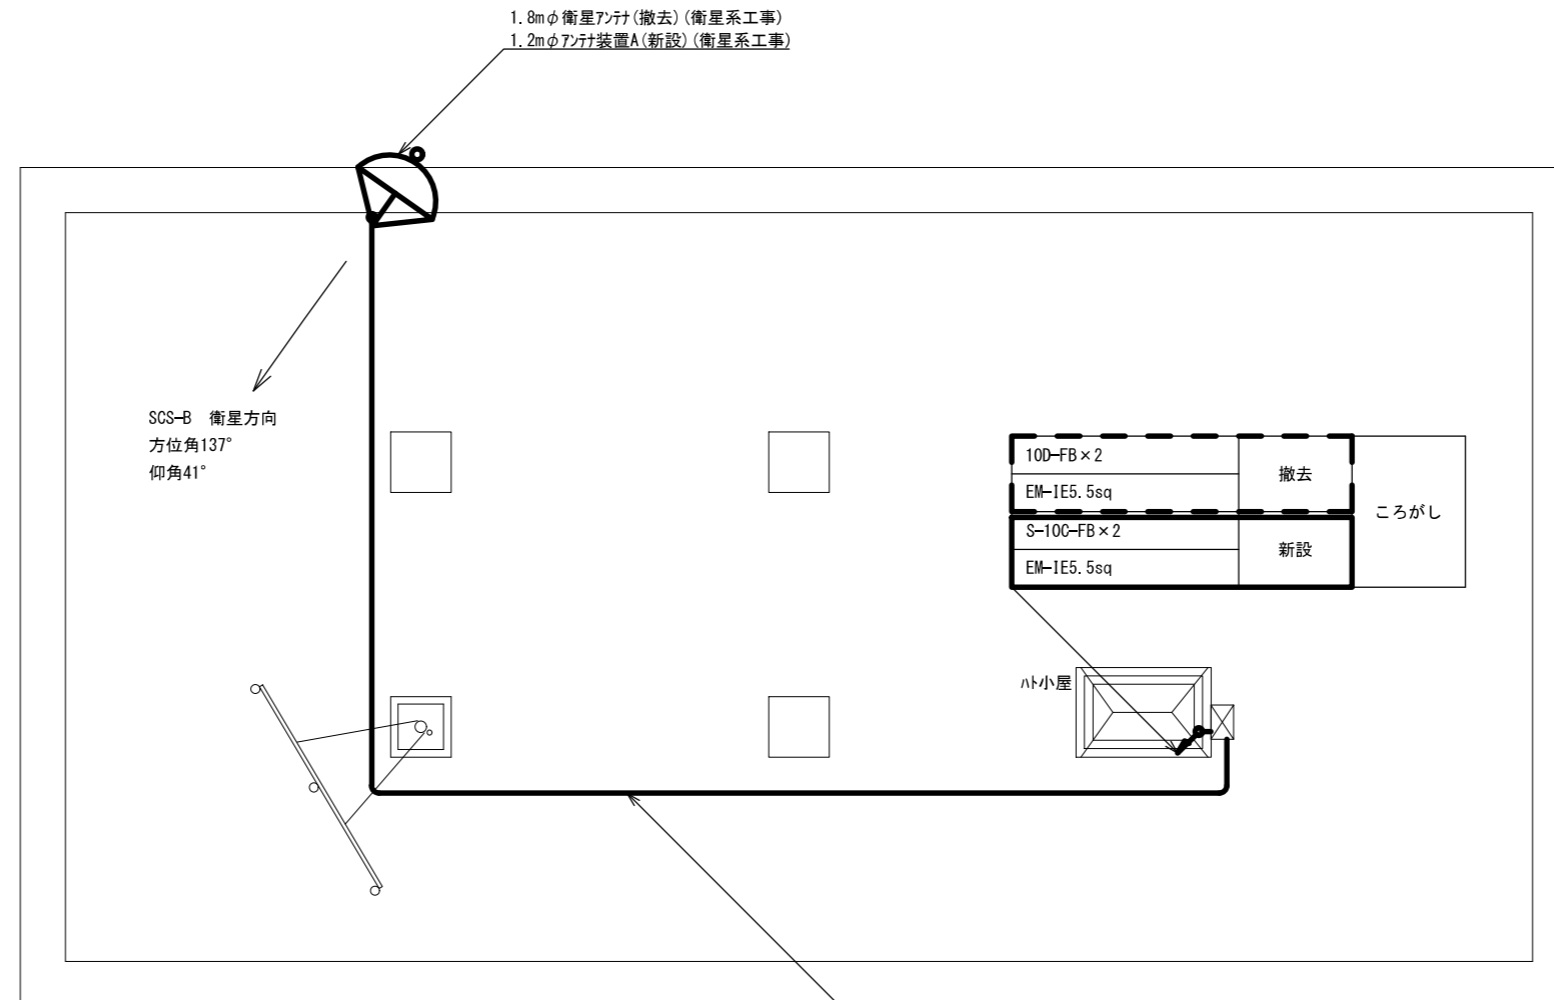 1.8mφ衛星ｱﾝﾃﾅ(撤去)(衛星系工事)
1.2mφｱﾝﾃﾅ装置A(新設)(衛星系工事)
SCS-B　衛星方向
方位角137°
仰角41°
10D-FB×2
EM-IE5.5sq
撤去
S-10C-FB×2
EM-IE5.5sq
新設
ころがし
ﾊﾄ小屋